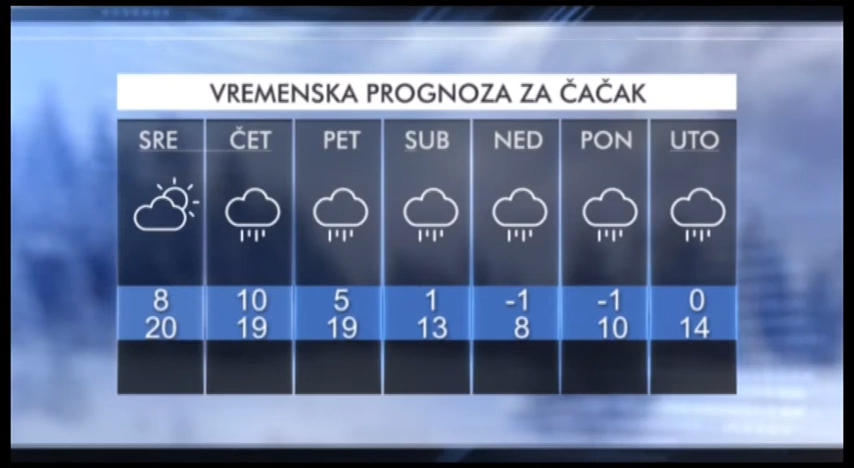 VREMENSKA PROGNOZA ZA ČAČAK
SRE ČET PET SUB NED PON UTO
8 10 5 1 -1 -1 0
20 19 19 13 8 10 14